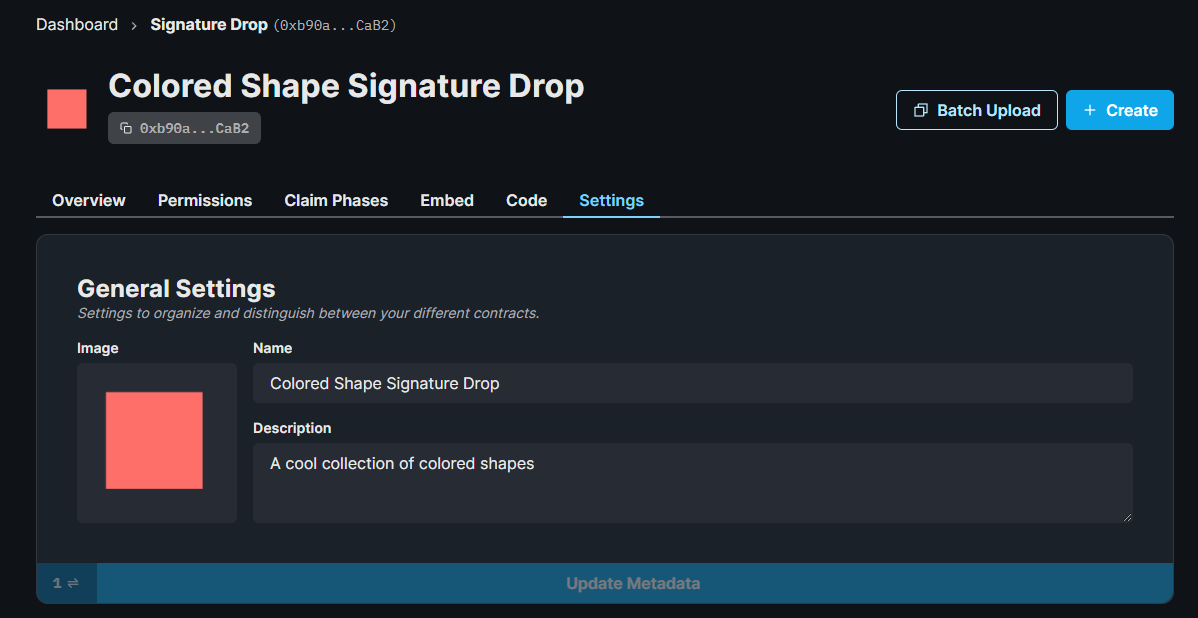 Dashboard › Signature Drop (0xb90a...CaB2)
Colored Shape Signature Drop
0xb90a...CaB2
Batch Upload
+ Create
Overview Permissions Claim Phases Embed Code Settings
General Settings
Settings to organize and distinguish between your different contracts.
Image
Name
Colored Shape Signature Drop
Description
A cool collection of colored shapes
1 ⇌ Update Metadata